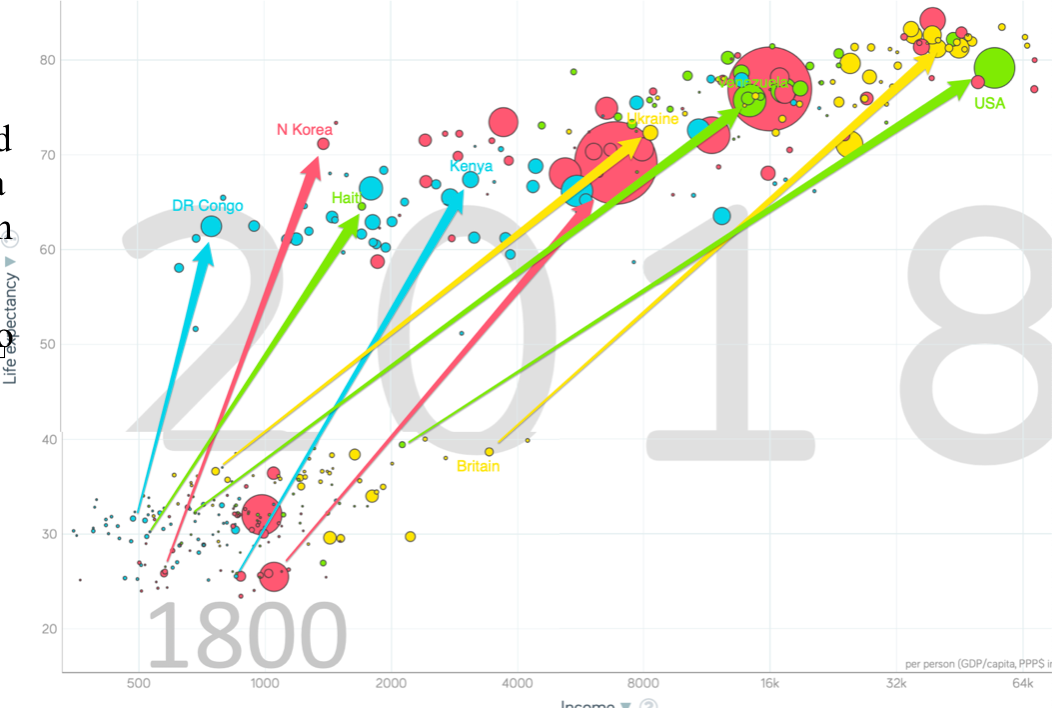 80
70
60
50
40
30
20
Life expectancy
Venezuela
USA
Ukraine
N Korea
Kenya
Haiti
DR Congo
Britain
2018
1800
per person (GDP/capita, PPP$ in
500 1000 2000 4000 8000 16k 32k 64k
Income